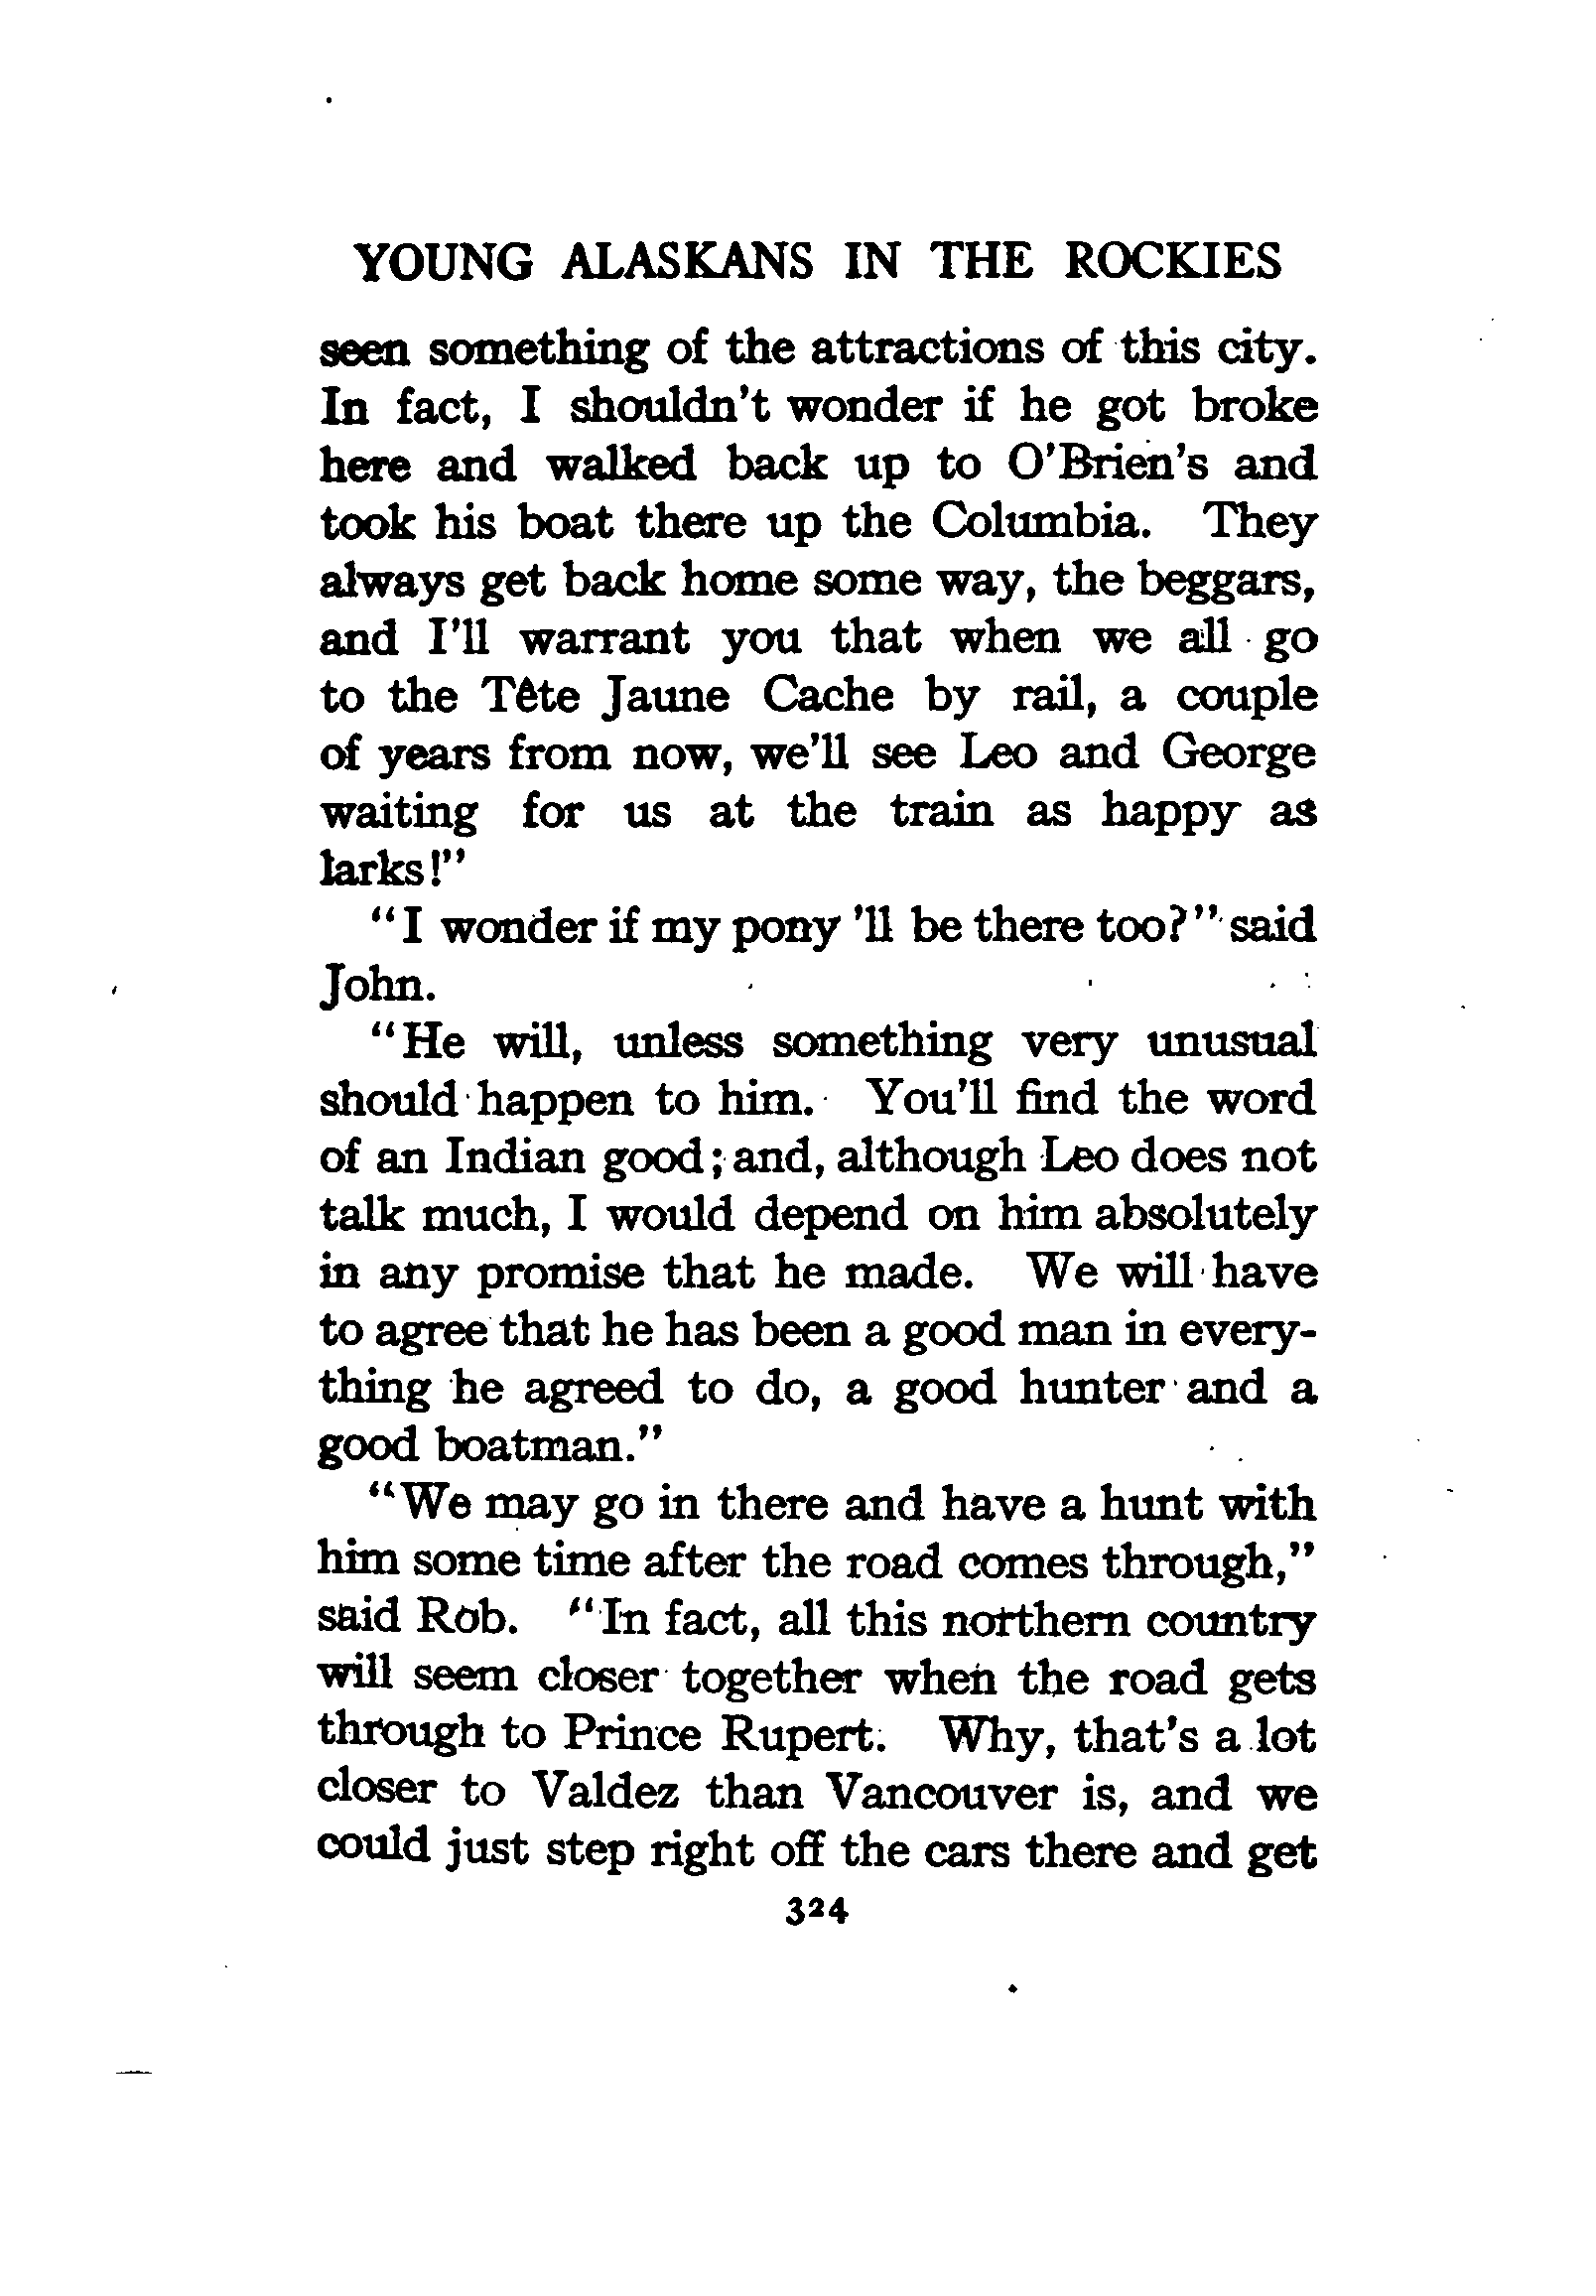 YOUNG ALASKANS IN THE ROCKIES
seen something of the attractions of this city.
In fact, I shouldn't wonder if he got broke
here and walked back up to O'Brien's and
took his boat there up the Columbia. They
always get back home some way, the beggars,
and I'll warrant you that when we all go
to the Tête Jaune Cache by rail, a couple
of years from now, we'll see Leo and George
waiting for us at the train as happy as
larks!"
"I wonder if my pony 'll be there too?" said
John.
"He will, unless something very unusual
should happen to him. You'll find the word
of an Indian good; and, although Leo does not
talk much, I would depend on him absolutely
in any promise that he made. We will have
to agree that he has been a good man in every-
thing he agreed to do, a good hunter and a
good boatman."
"We may go in there and have a hunt with
him some time after the road comes through,"
said Rob. "In fact, all this northern country
will seem closer together when the road gets
through to Prince Rupert. Why, that's a lot
closer to Valdez than Vancouver is, and we
could just step right off the cars there and get
324